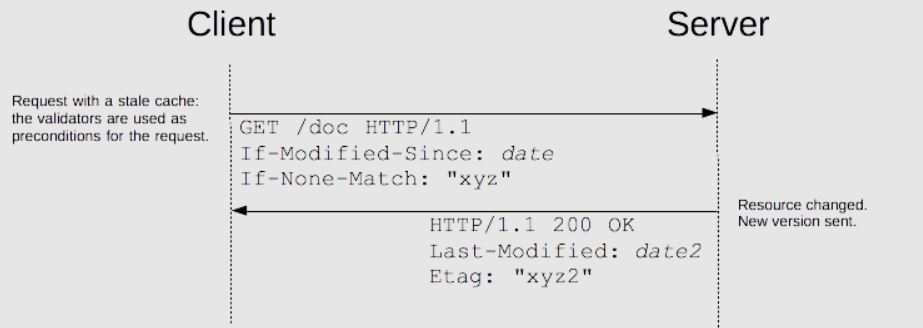 Client
Server
Request with a stale cache:
the validators are used as
preconditions for the request.
GET /doc HTTP/1.1
If-Modified-Since: date
If-None-Match: "xyz"
Resource changed.
New version sent.
HTTP/1.1 200 OK
Last-Modified: date2
Etag: "xyz2"